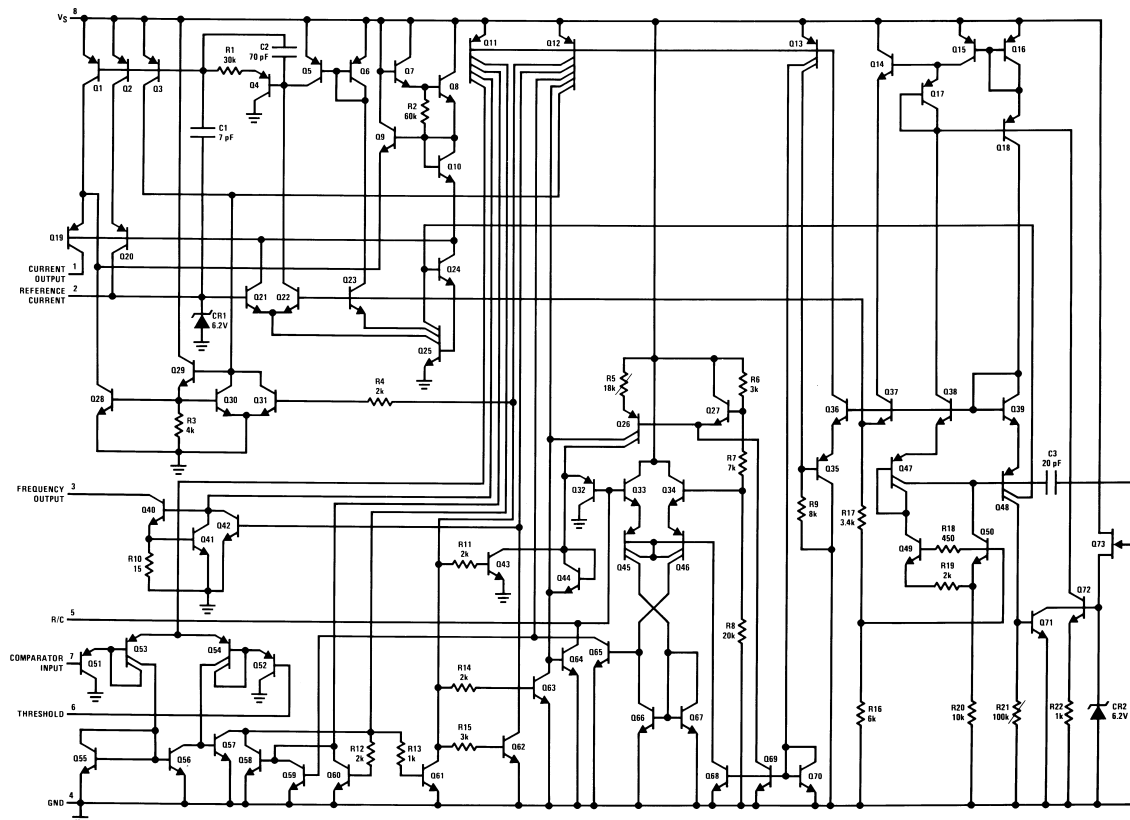 VS 8
Q11
Q12
Q13
Q15
Q16
C2
70 pF
R1
30k
Q1
Q2
Q3
Q4
Q5
Q6
Q7
Q8
Q14
Q17
R2
60k
C1
7 pF
Q9
Q10
Q18
Q19
Q20
Q24
CURRENT OUTPUT 1
REFERENCE CURRENT 2
Q21
Q22
Q23
CR1
6.2V
Q25
Q29
R4
2k
R5
18k
R6
3k
Q28
Q30
Q31
Q26
Q27
Q36
Q37
Q38
Q39
R3
4k
R7
7k
Q35
Q47
C3
20 pF
FREQUENCY OUTPUT 3
Q40
Q41
Q42
Q32
Q33
Q34
R9
8k
R17
3.4k
Q48
R10
15
R11
2k
Q43
Q44
Q45
Q46
Q49
R18
450
R19
2k
Q50
Q73
R/C 5
Q72
Q71
R8
20k
Q53
Q54
Q51
Q52
COMPARATOR INPUT 7
Q64
Q65
R14
2k
Q63
THRESHOLD 6
Q66
Q67
R16
6k
R20
10k
R21
100k
R22
1k
CR2
6.2V
Q55
Q56
Q57
Q58
Q59
Q60
R12
2k
R13
1k
R15
3k
Q62
Q61
Q68
Q69
Q70
GND 4